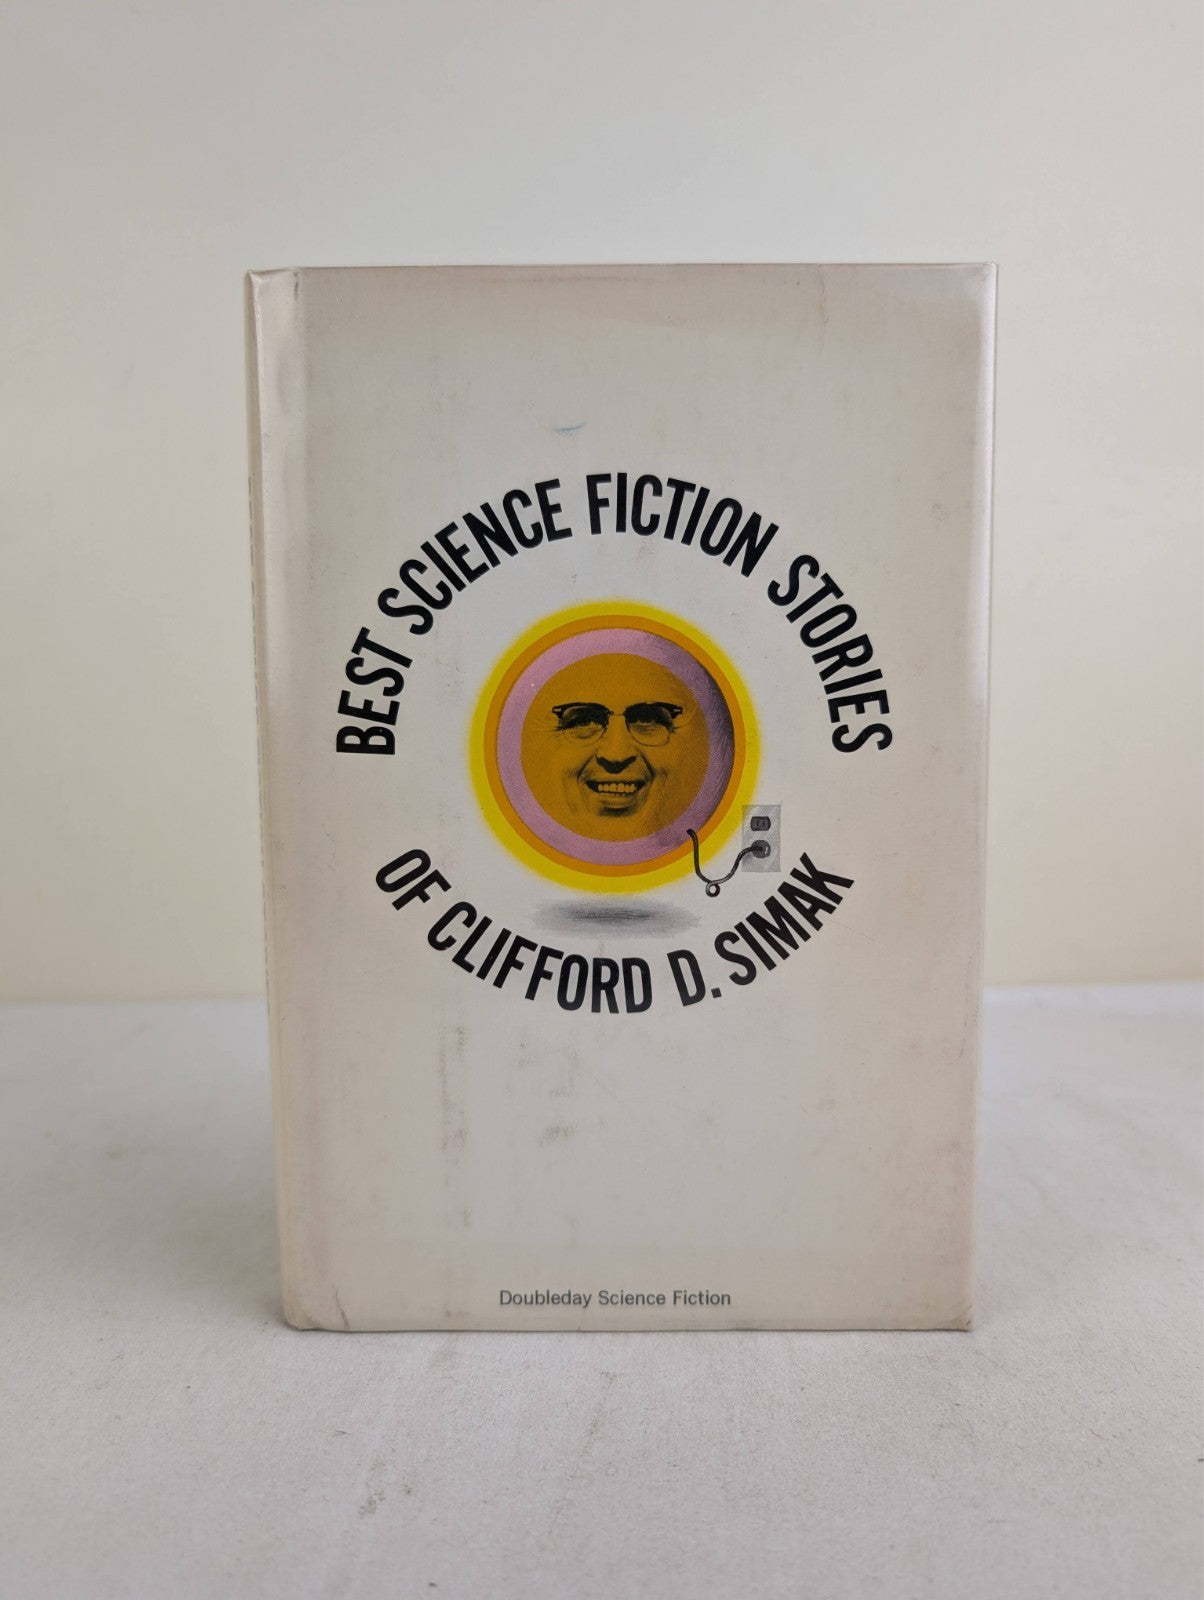 BEST SCIENCE FICTION STORIES
OF CLIFFORD D. SIMAK
Doubleday Science Fiction